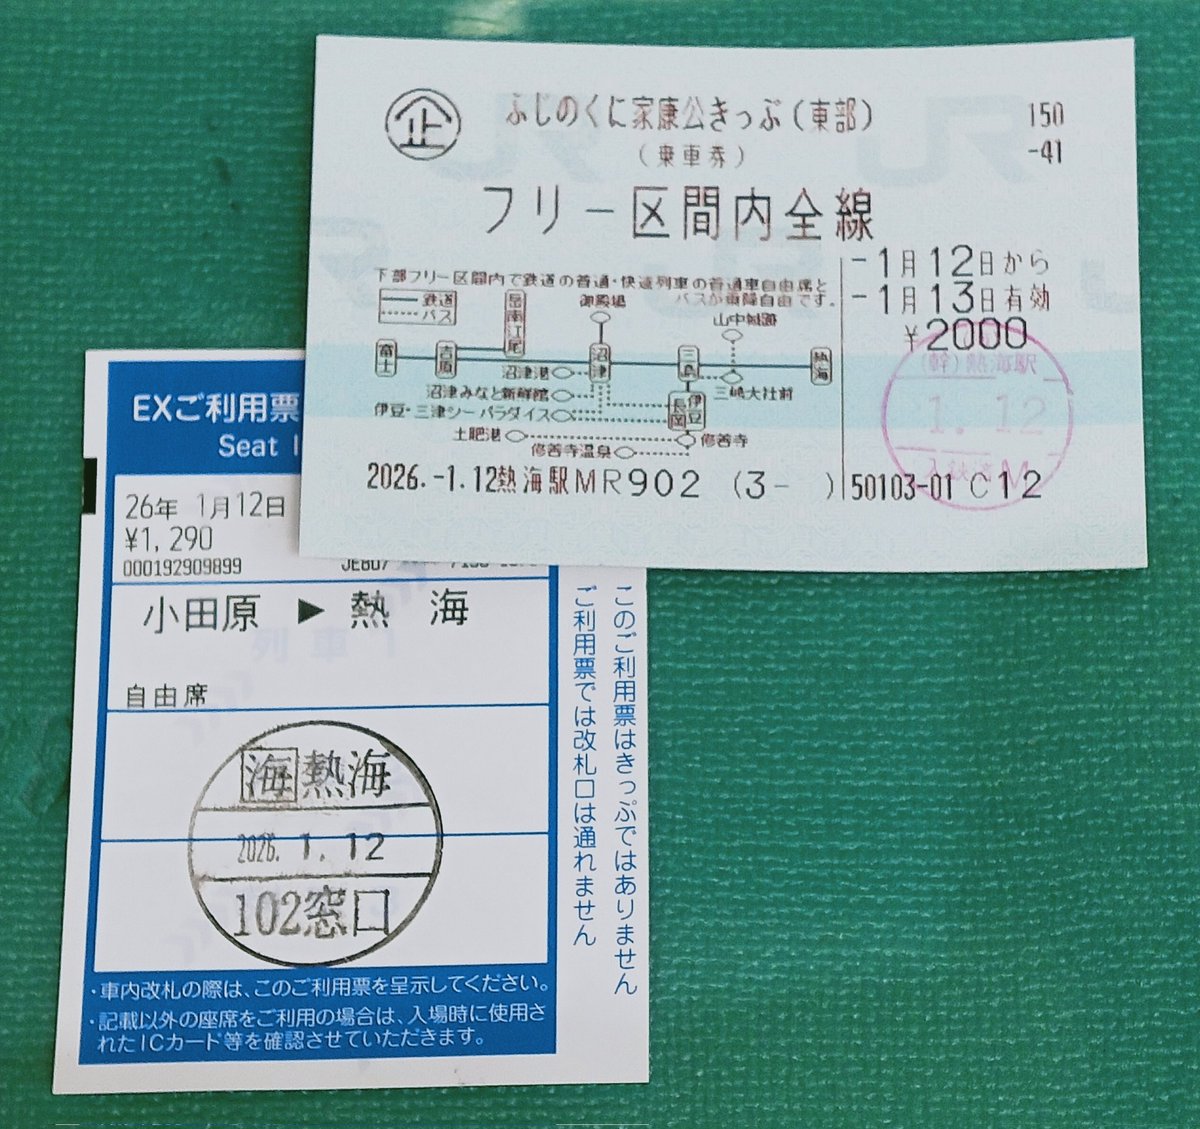 企
ふじのくに家康公きっぷ(東部)
(乗車券)
150
-41
フリー区間内全線
-1月12日から
-1月13日有効
¥2000
下部フリー区間内で鉄道の普通・快速列車の普通車自由席と
バスが乗降自由です。
鉄道
バス
岳南江尾
御殿場
山中城跡
富士
吉原
沼津
三島
熱海
沼津港
沼津みなと新鮮館
三嶋大社前
伊豆・三津シーパラダイス
伊豆長岡
土肥港
修善寺
修善寺温泉
(幹)熱海駅
1.12
入鋏済M
2026.-1.12熱海駅MR902 (3- )
50103-01 C12
EXご利用票
Seat
26年 1月12日
¥1,290
000192909899
小田原 ▶ 熱 海
自由席
海 熱海
2026. 1. 12
102窓口
・車内改札の際は、このご利用票を呈示してください。
・記載以外の座席をご利用の場合は、入場時に使用さ
れたICカード等を確認させていただきます。
このご利用票はきっぷではありません
ご利用票では改札口は通れません